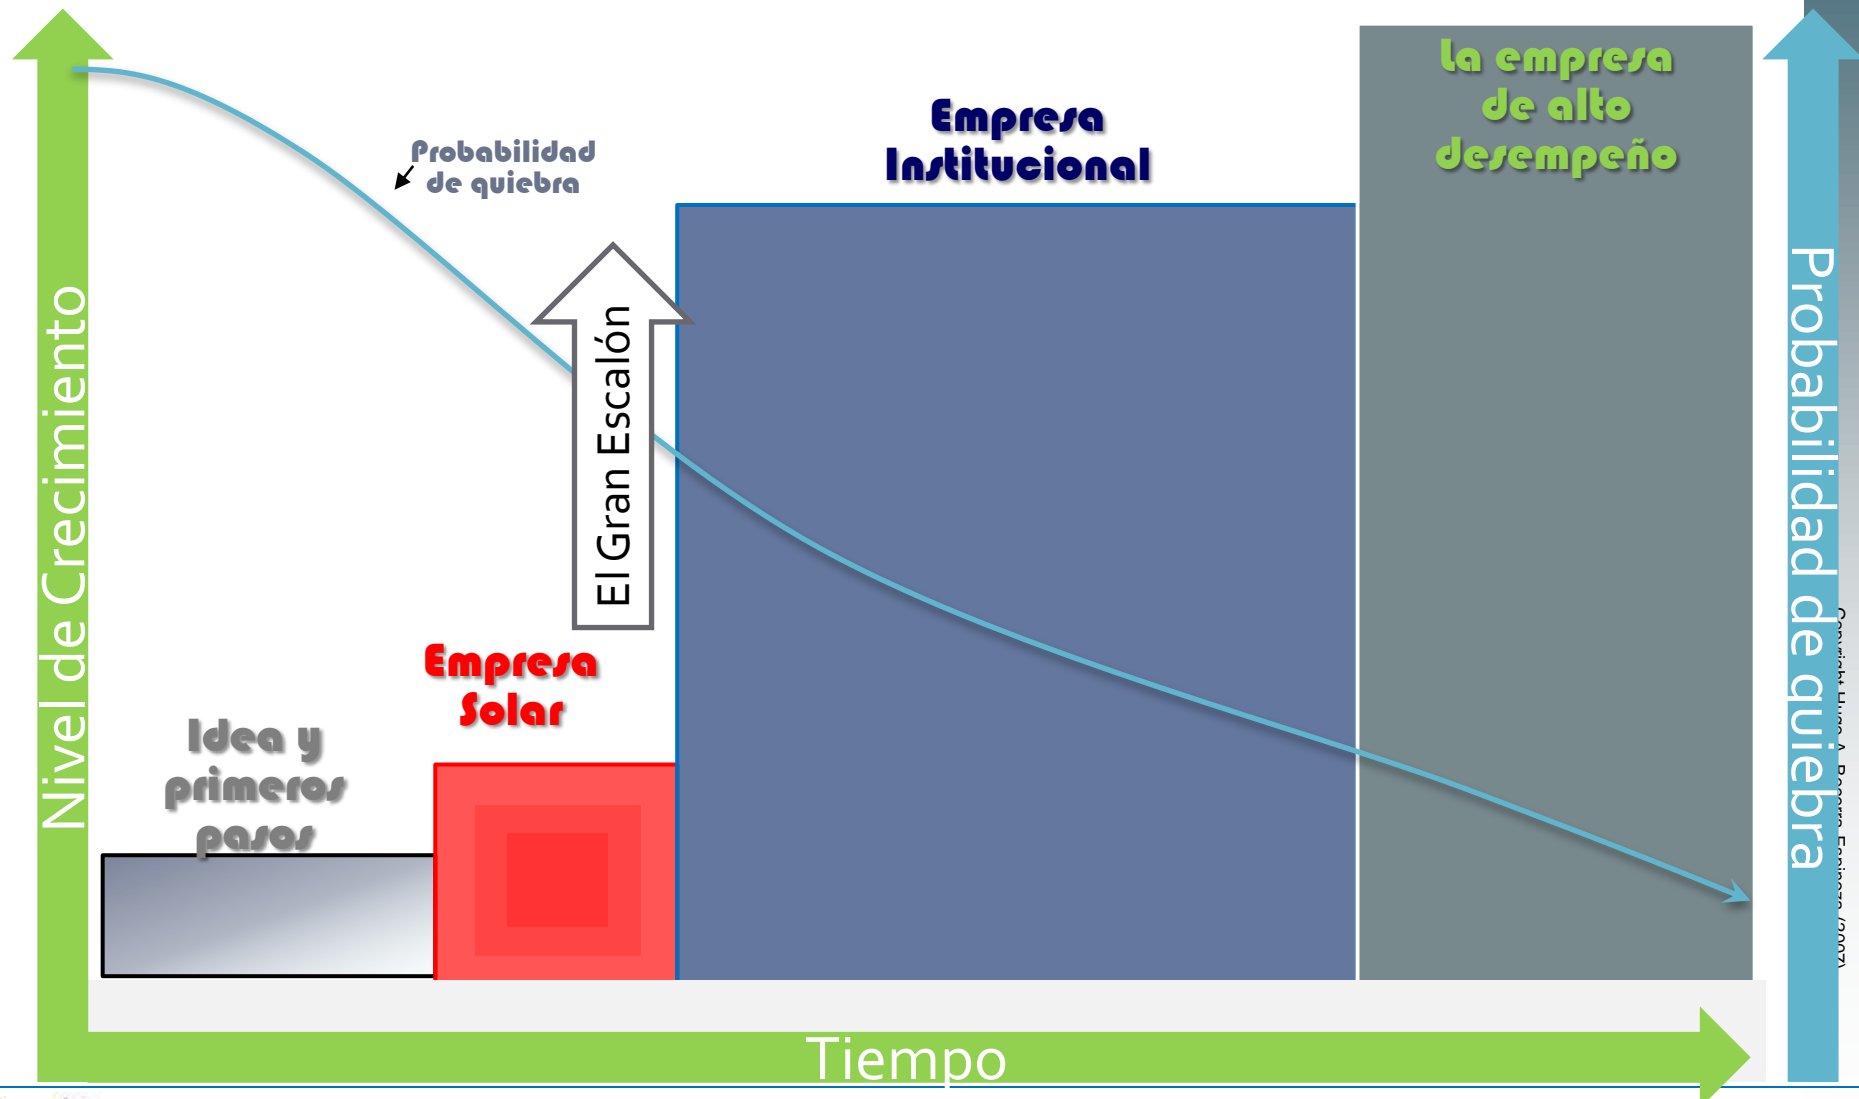 La empresa
de alto
desempeño
Empresa
Institucional
Probabilidad
de quiebra
El Gran Escalón
Empresa
Solar
Idea y
primeros
pasos
Nivel de Crecimiento
Probabilidad de quiebra
Tiempo